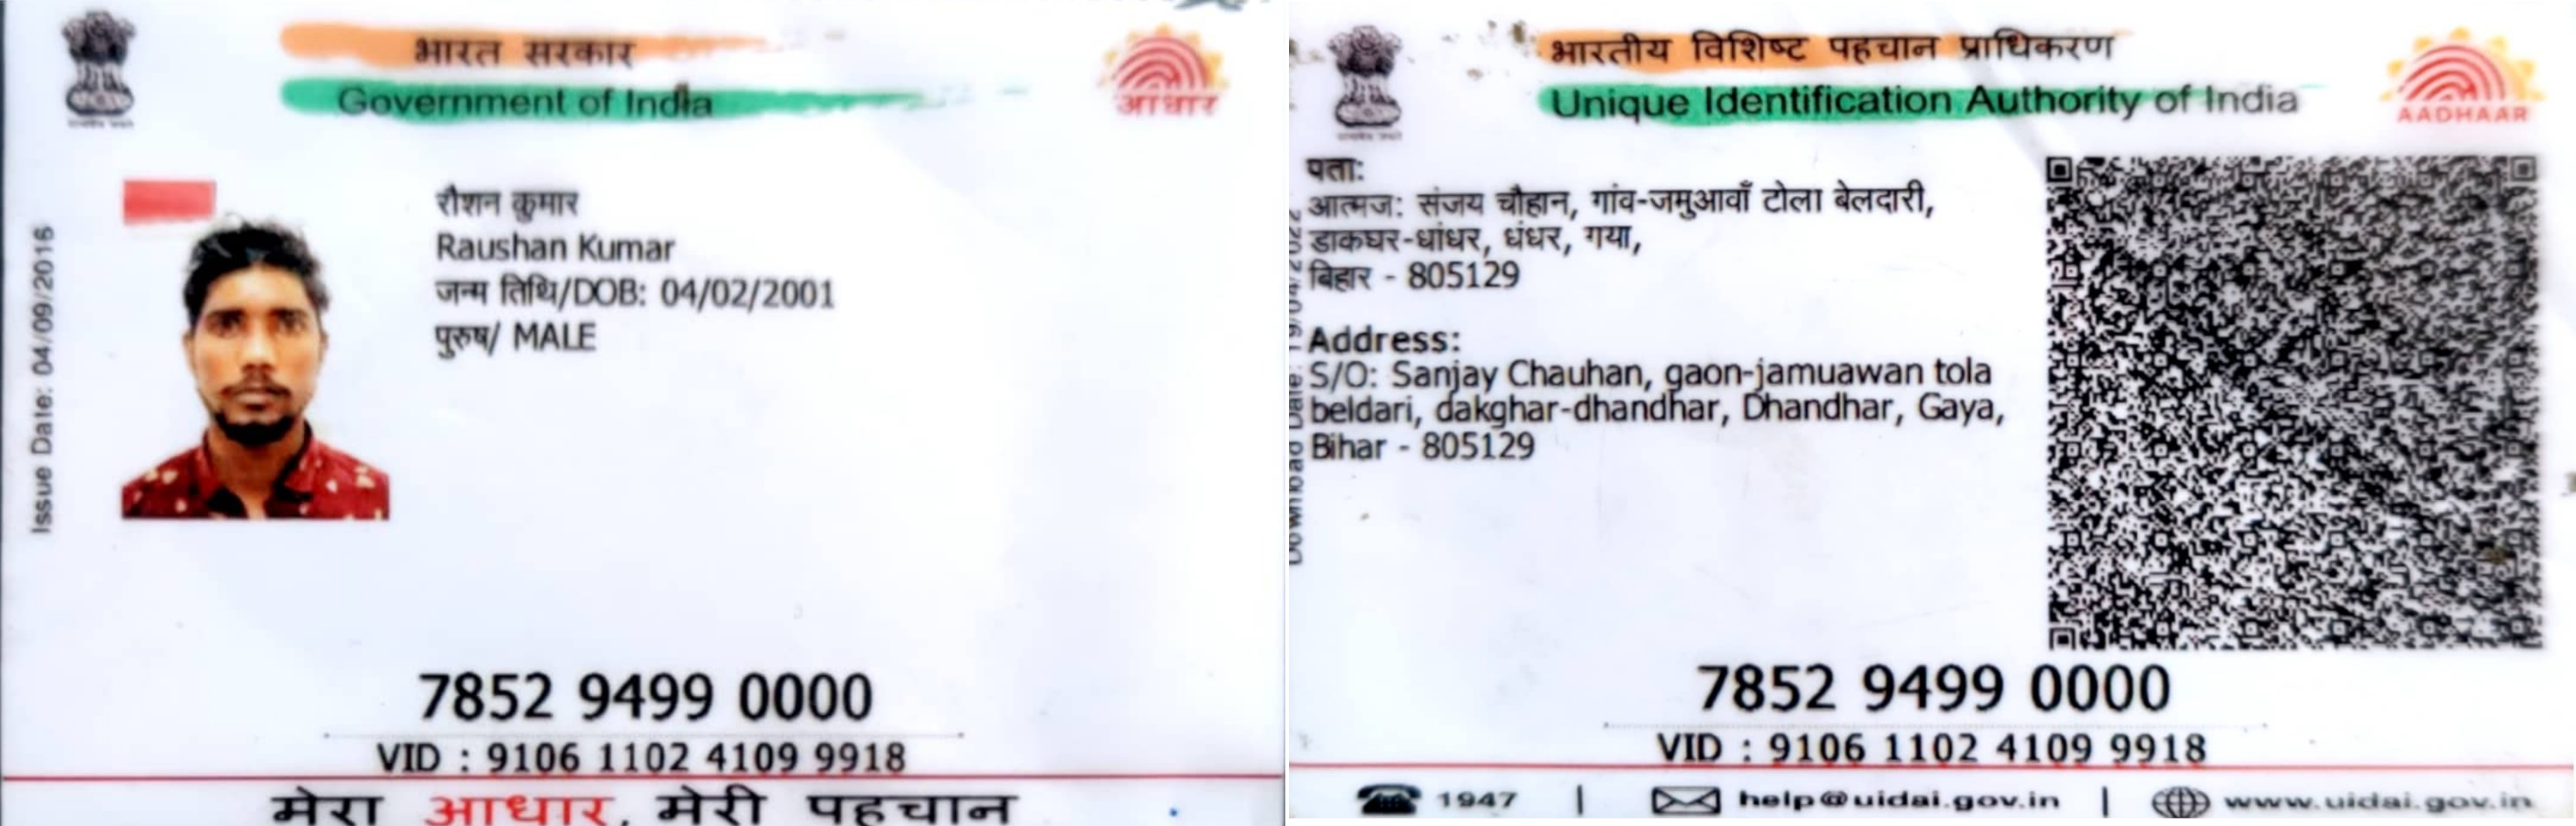 भारत सरकार
Government of India
आधार
Issue Date: 04/09/2016
रौशन कुमार
Raushan Kumar
जन्म तिथि/DOB: 04/02/2001
पुरुष/ MALE
7852 9499 0000
VID : 9106 1102 4109 9918
मेरा आधार, मेरी पहचान
भारतीय विशिष्ट पहचान प्राधिकरण
Unique Identification Authority of India
AADHAAR
पता:
आत्मज: संजय चौहान, गांव-जमुआवाँ टोला बेलदारी,
डाकघर-धांधर, धंधर, गया,
बिहार - 805129
Address:
S/O: Sanjay Chauhan, gaon-jamuawan tola
beldari, dakghar-dhandhar, Dhandhar, Gaya,
Bihar - 805129
7852 9499 0000
VID : 9106 1102 4109 9918
1947 | help@uidai.gov.in | www.uidai.gov.in